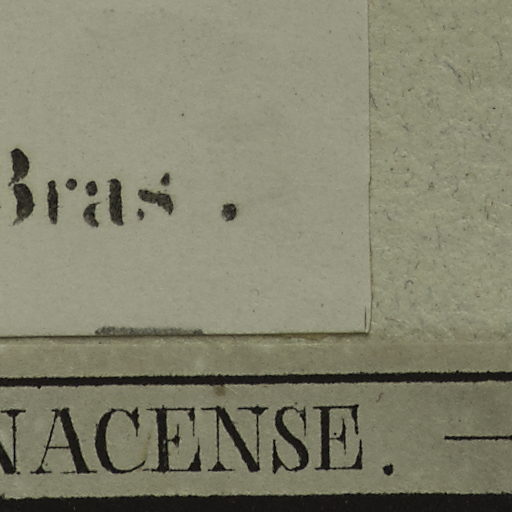 Bras .
NACENSE. —